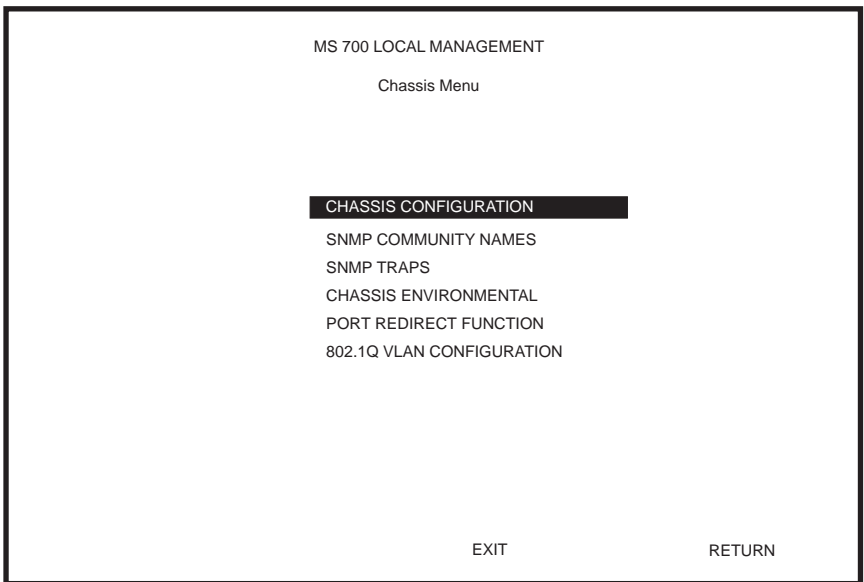 MS 700 LOCAL MANAGEMENT
Chassis Menu
CHASSIS CONFIGURATION
SNMP COMMUNITY NAMES
SNMP TRAPS
CHASSIS ENVIRONMENTAL
PORT REDIRECT FUNCTION
802.1Q VLAN CONFIGURATION
EXIT RETURN